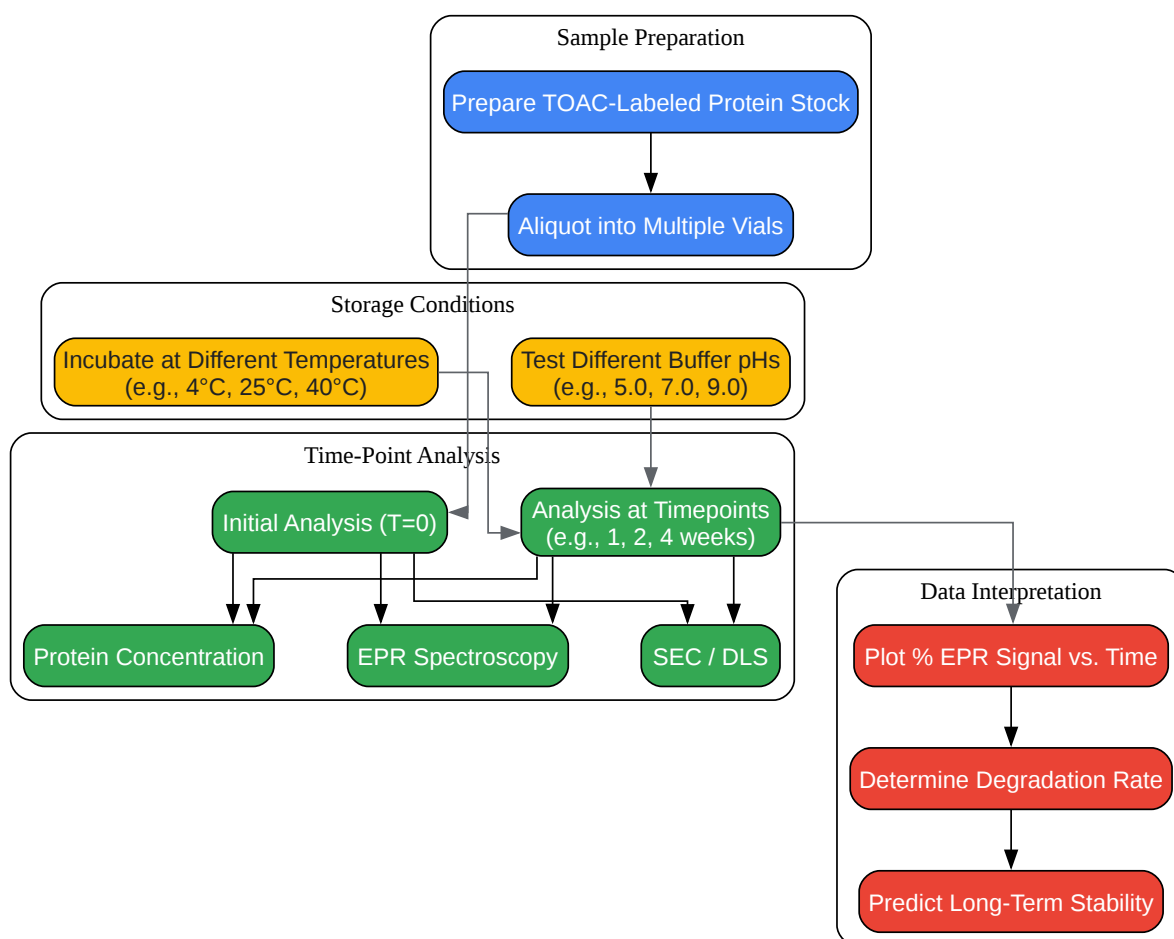 Sample Preparation
Prepare TOAC-Labeled Protein Stock
Aliquot into Multiple Vials
Storage Conditions
Incubate at Different Temperatures
(e.g., 4°C, 25°C, 40°C)
Test Different Buffer pHs
(e.g., 5.0, 7.0, 9.0)
Time-Point Analysis
Initial Analysis (T=0)
Analysis at Timepoints
(e.g., 1, 2, 4 weeks)
Protein Concentration
EPR Spectroscopy
SEC / DLS
Data Interpretation
Plot % EPR Signal vs. Time
Determine Degradation Rate
Predict Long-Term Stability